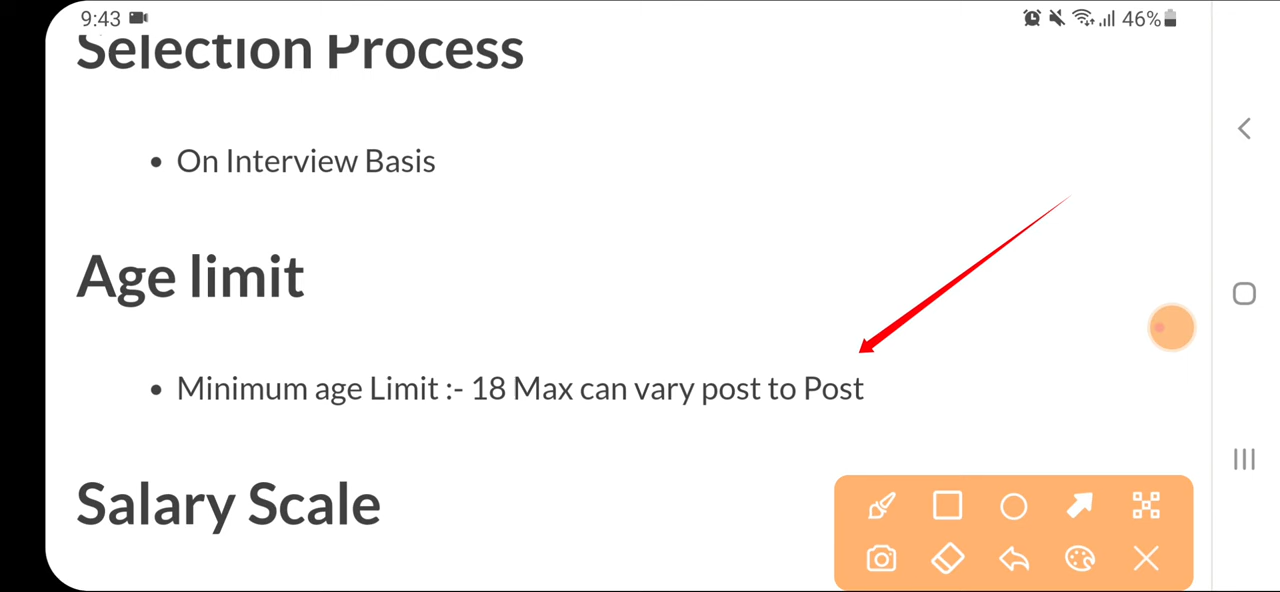 9:43
46%
Selection Process
• On Interview Basis
Age limit
• Minimum age Limit :- 18 Max can vary post to Post
Salary Scale